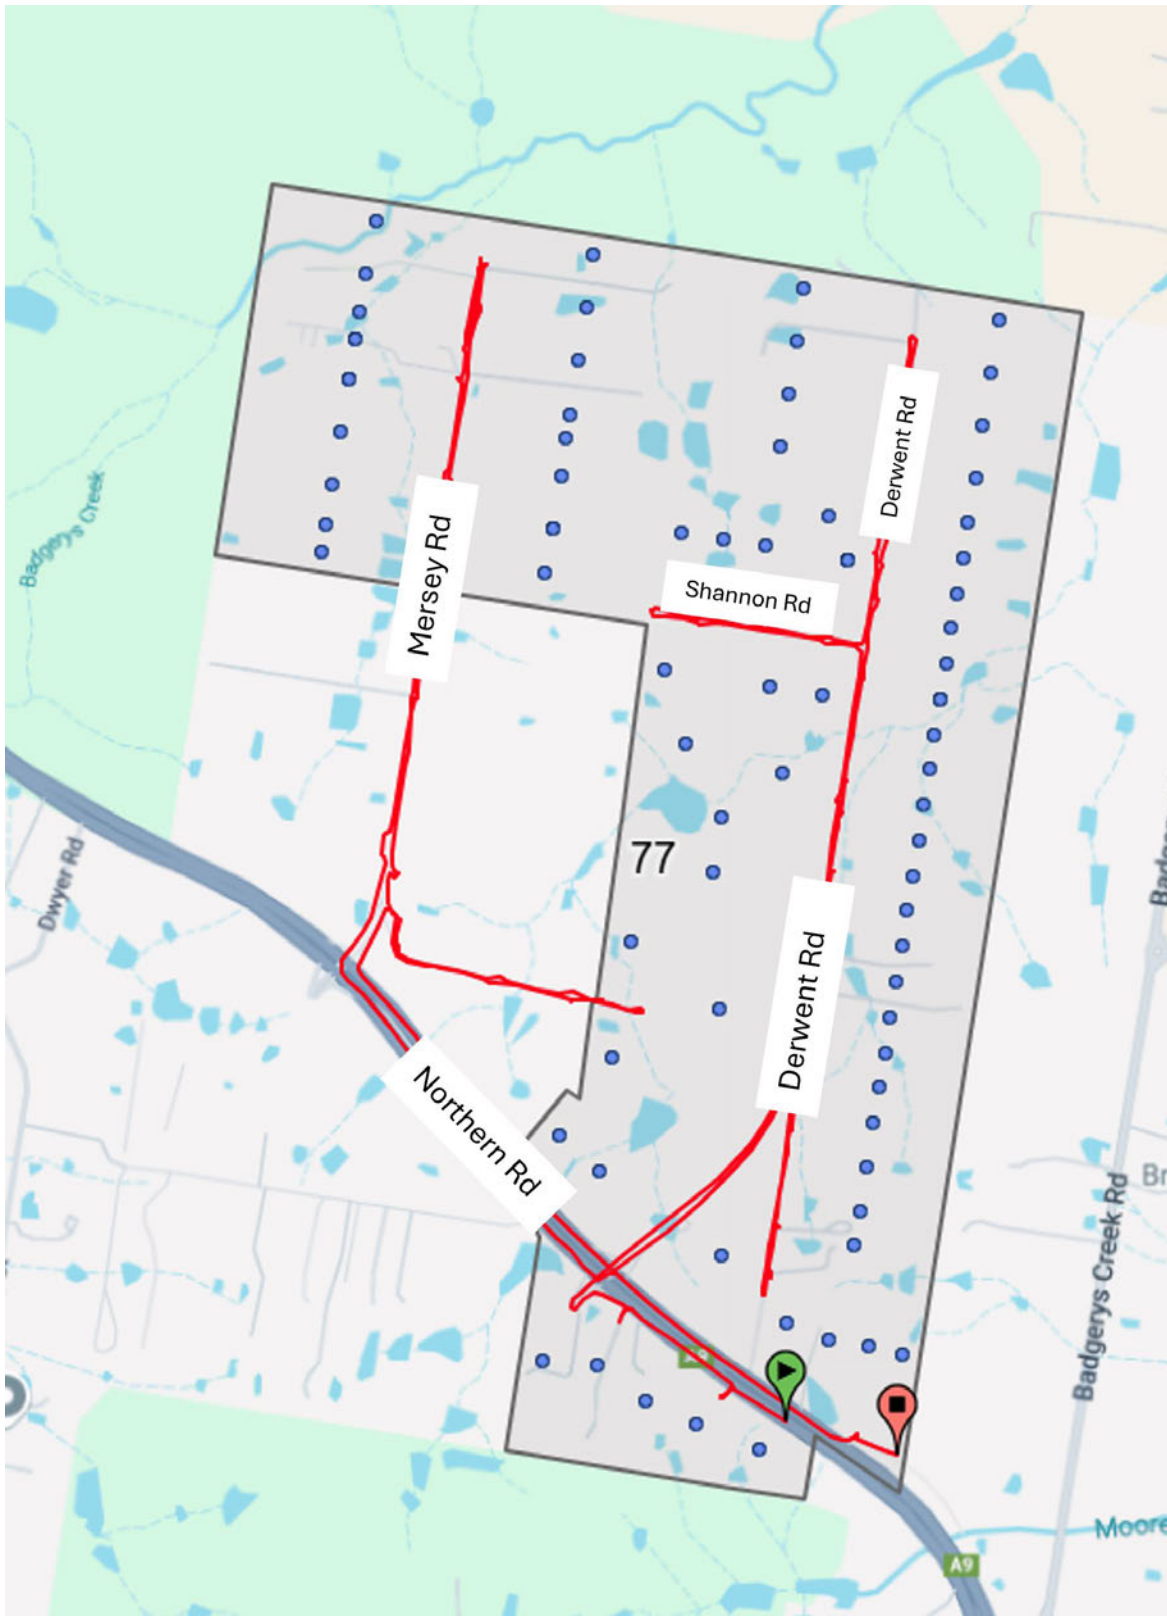 Derwent Rd
Badgerys Creek
Mersey Rd
Shannon Rd
77
Dwyer Rd
Derwent Rd
Northern Rd
Badgerys Creek Rd
Moore
A9